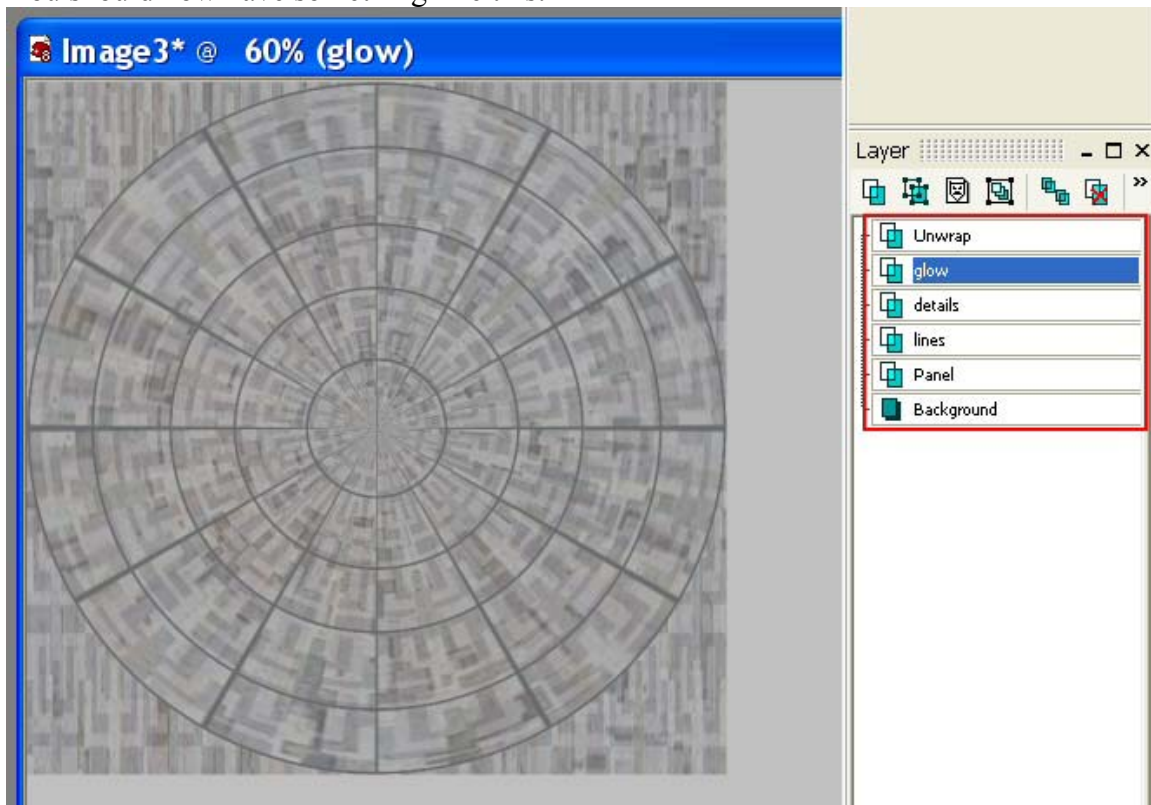 Image3* @ 60% (glow)
Layer
Unwrap
glow
details
lines
Panel
Background